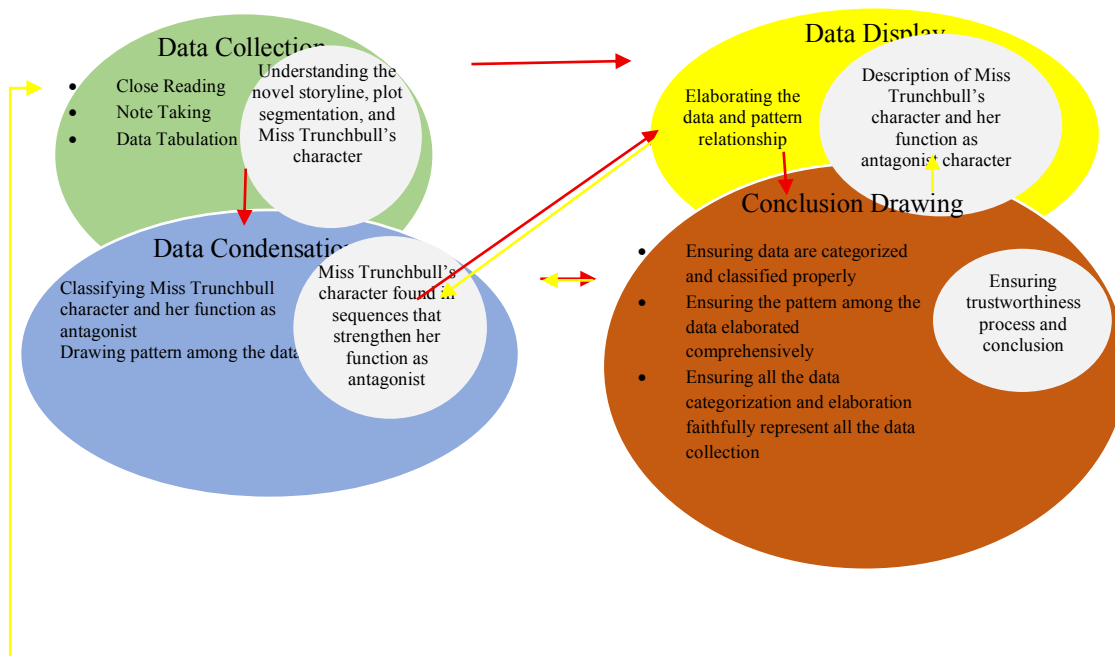 Data Collection
• Close Reading
• Note Taking
• Data Tabulation
Understanding the
novel storyline, plot
segmentation, and
Miss Trunchbull's
character
Data Display
Elaborating the
data and pattern
relationship
Description of Miss
Trunchbull's
character and her
function as
antagonist character
Data Condensation
Classifying Miss Trunchbull
character and her function as
antagonist
Drawing pattern among the data
Miss Trunchbull's
character found in
sequences that
strengthen her
function as
antagonist
Conclusion Drawing
• Ensuring data are categorized
and classified properly
• Ensuring the pattern among the
data elaborated
comprehensively
• Ensuring all the data
categorization and elaboration
faithfully represent all the data
collection
Ensuring
trustworthiness
process and
conclusion